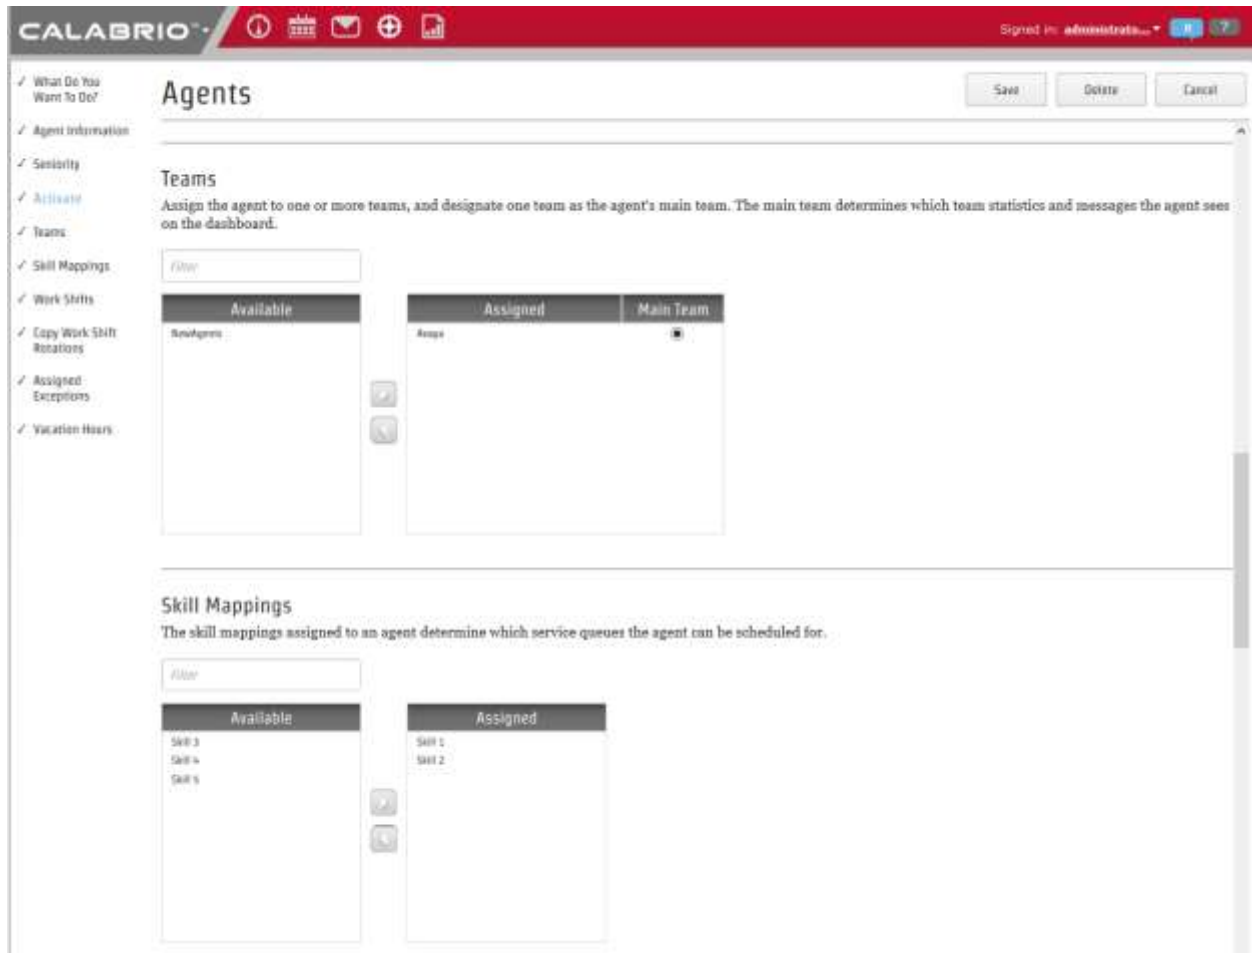 CALABRIO
Signed in: administrato...
?
✓ What Do You
Want To Do?
✓ Agent Information
✓ Seniority
✓ Activate
✓ Teams
✓ Skill Mappings
✓ Work Shifts
✓ Copy Work Shift
Rotations
✓ Assigned
Exceptions
✓ Vacation Hours
Agents
Save
Delete
Cancel
Teams
Assign the agent to one or more teams, and designate one team as the agent's main team. The main team determines which team statistics and messages the agent sees
on the dashboard.
Filter
Available
NewAgents
Assigned
Main Team
Avaya
Skill Mappings
The skill mappings assigned to an agent determine which service queues the agent can be scheduled for.
Filter
Available
Skill 3
Skill 4
Skill 5
Assigned
Skill 1
Skill 2